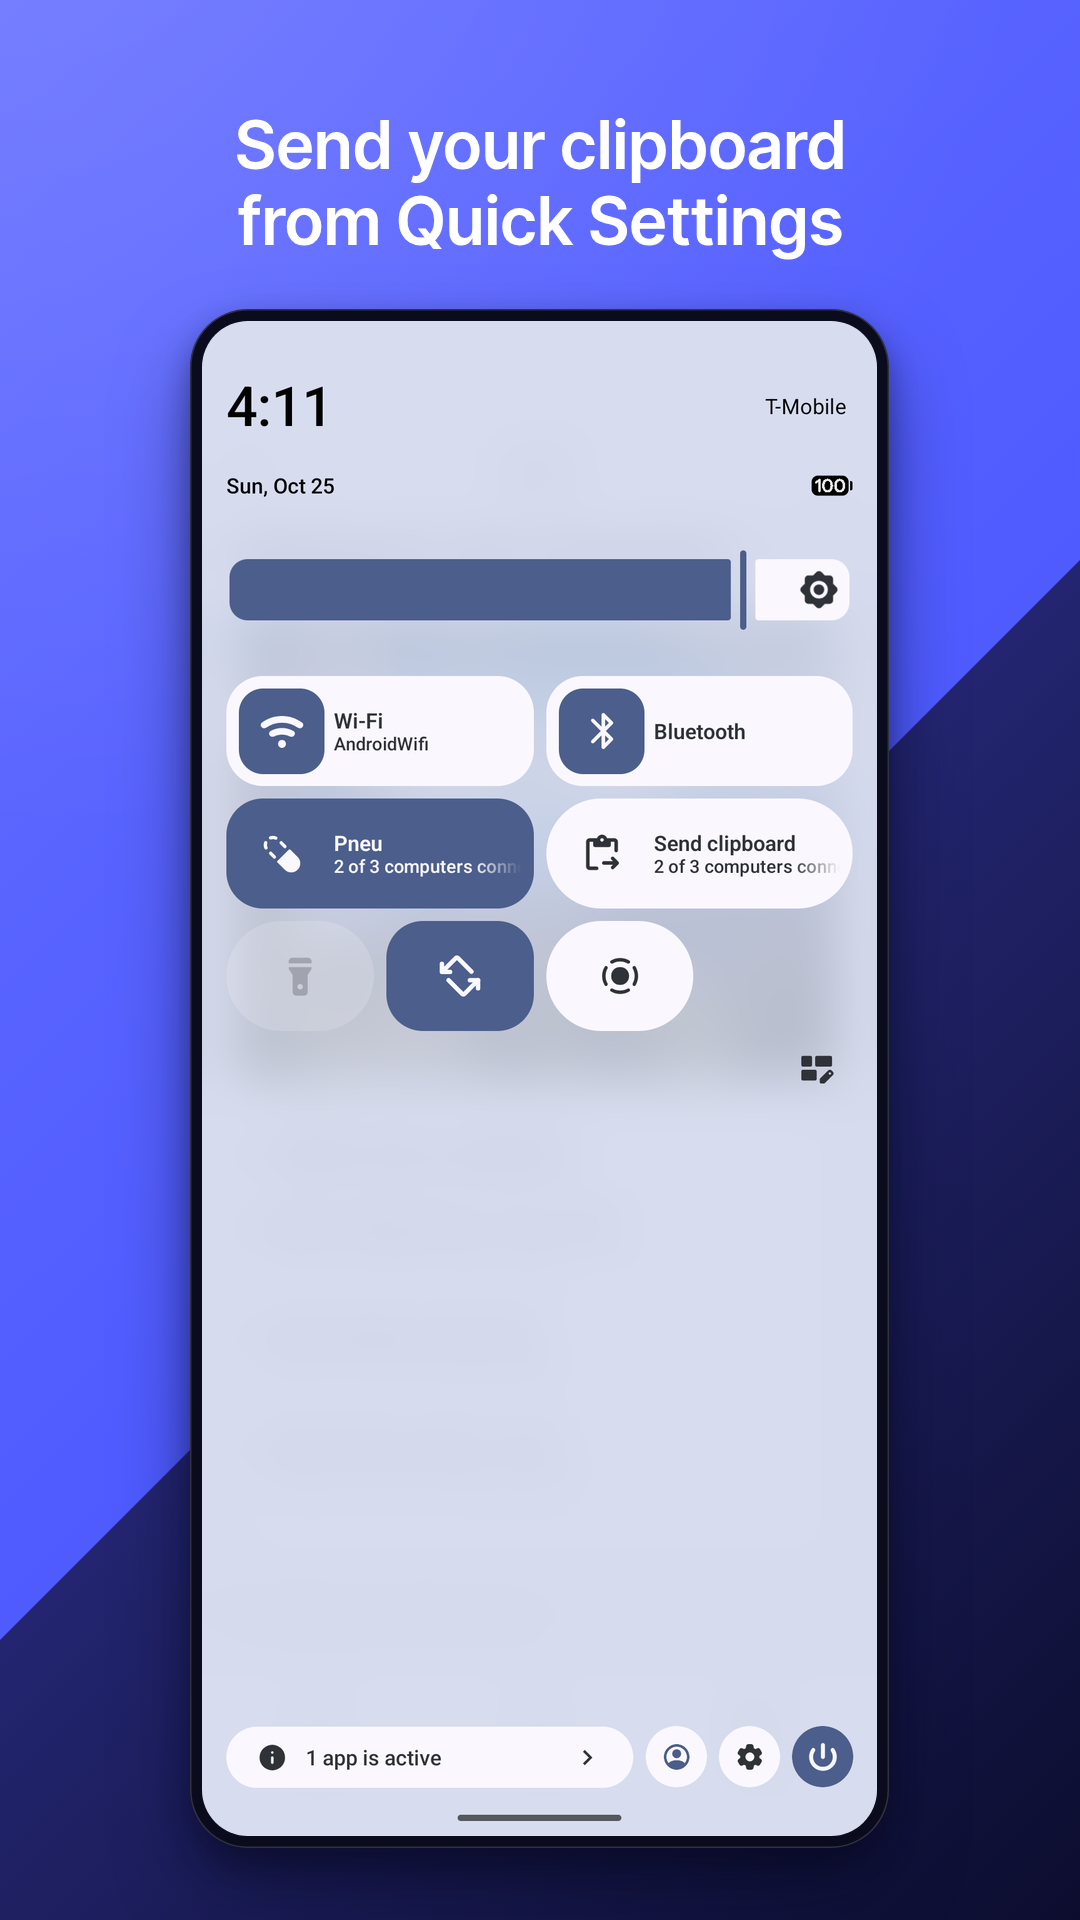 Send your clipboard
from Quick Settings
4:11
T-Mobile
Sun, Oct 25
100
Wi-Fi
AndroidWifi
Bluetooth
Pneu
2 of 3 computers conn
Send clipboard
2 of 3 computers conn
1 app is active